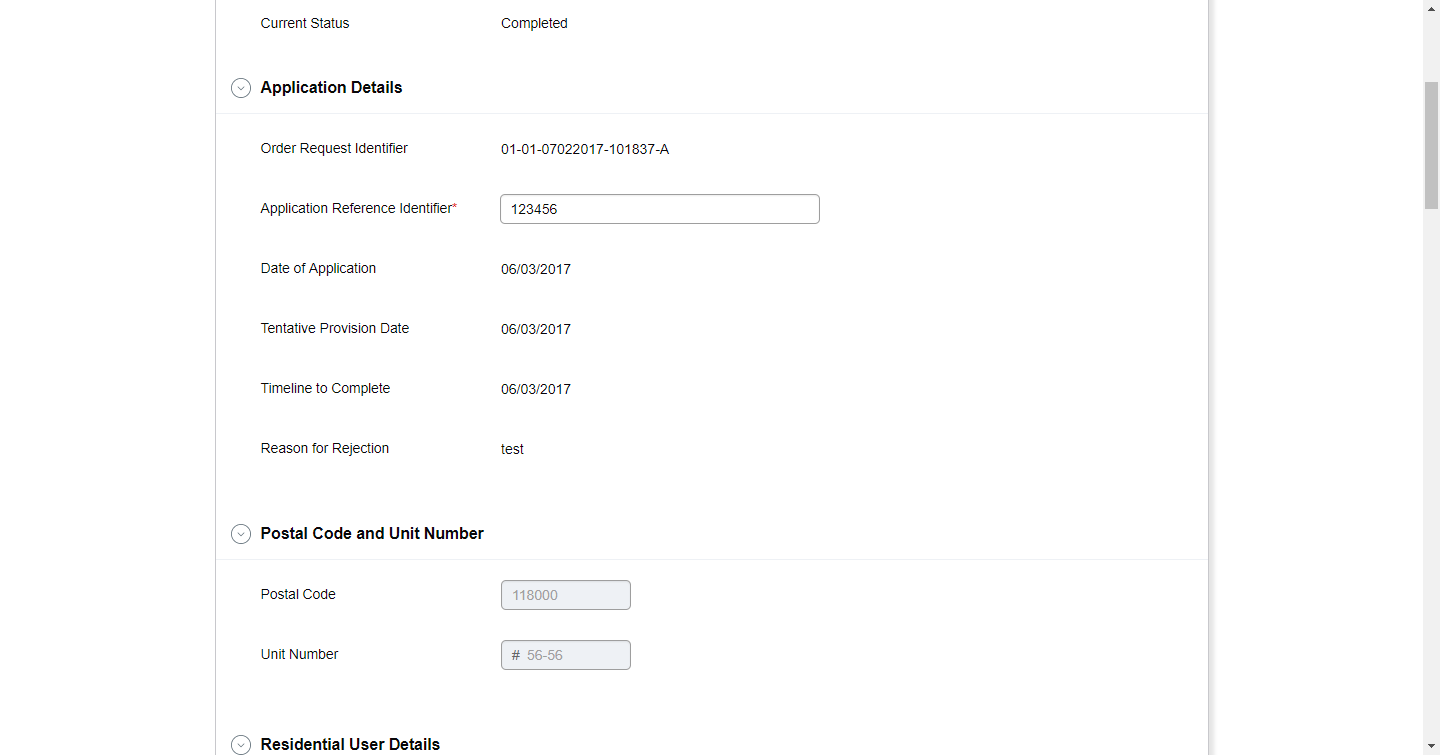 Current Status Completed
Application Details
Order Request Identifier 01-01-07022017-101837-A
Application Reference Identifier* 123456
Date of Application 06/03/2017
Tentative Provision Date 06/03/2017
Timeline to Complete 06/03/2017
Reason for Rejection test
Postal Code and Unit Number
Postal Code 118000
Unit Number # 56-56
Residential User Details